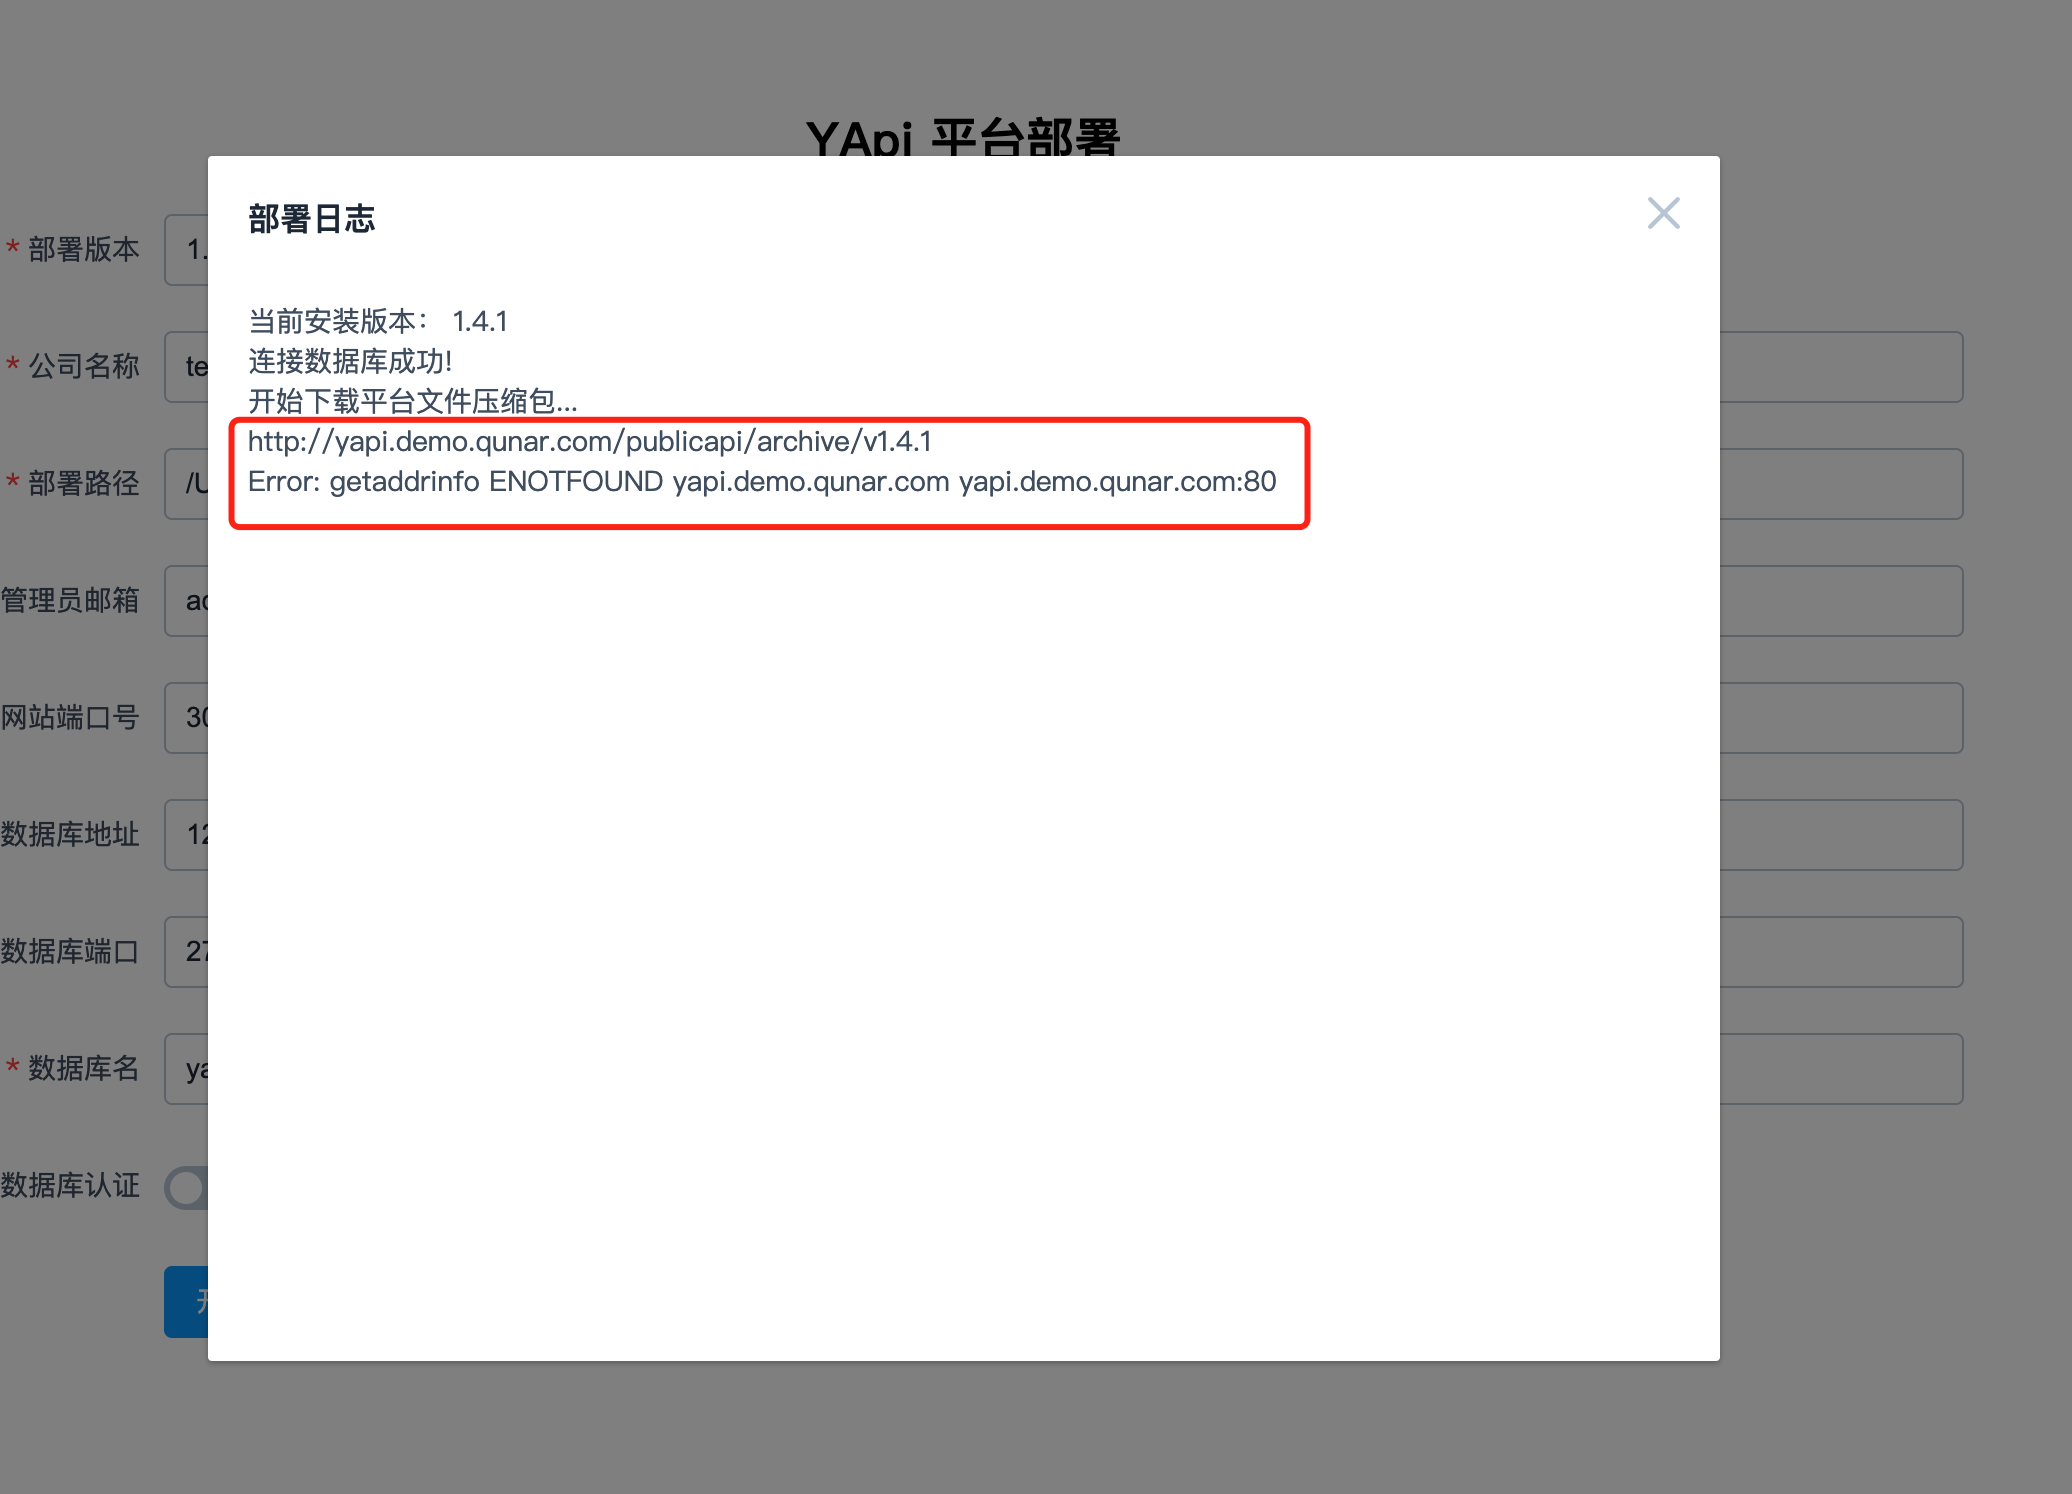 YApi 平台部署
部署日志
当前安装版本： 1.4.1
连接数据库成功!
开始下载平台文件压缩包...
http://yapi.demo.qunar.com/publicapi/archive/v1.4.1
Error: getaddrinfo ENOTFOUND yapi.demo.qunar.com yapi.demo.qunar.com:80
* 部署版本 1.
* 公司名称 te
* 部署路径 /U
管理员邮箱
网站端口号 30
数据库地址 12
数据库端口 27
* 数据库名 ya
数据库认证